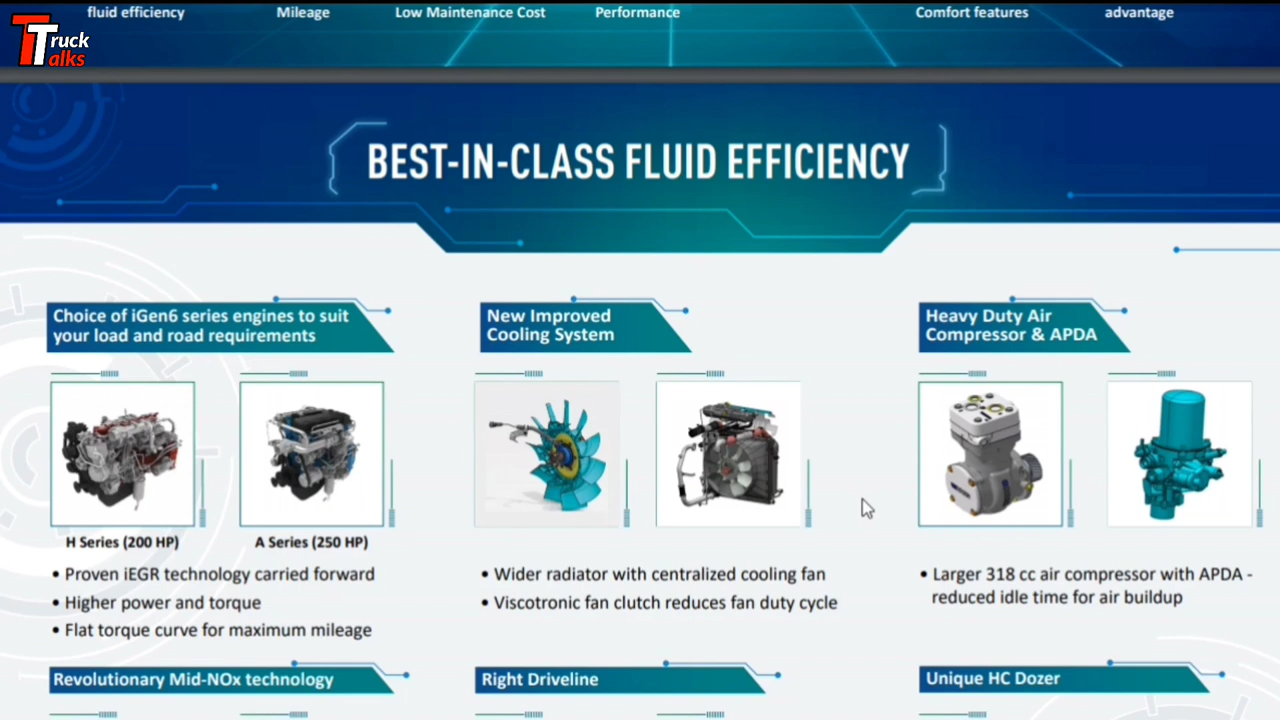 fluid efficiency
Mileage
Low Maintenance Cost
Performance
Comfort features
advantage
Truck
Talks
BEST-IN-CLASS FLUID EFFICIENCY
Choice of iGen6 series engines to suit
your load and road requirements
H Series (200 HP)
A Series (250 HP)
• Proven iEGR technology carried forward
• Higher power and torque
• Flat torque curve for maximum mileage
New Improved
Cooling System
• Wider radiator with centralized cooling fan
• Viscotronic fan clutch reduces fan duty cycle
Heavy Duty Air
Compressor & APDA
• Larger 318 cc air compressor with APDA -
reduced idle time for air buildup
Revolutionary Mid-NOx technology
Right Driveline
Unique HC Dozer